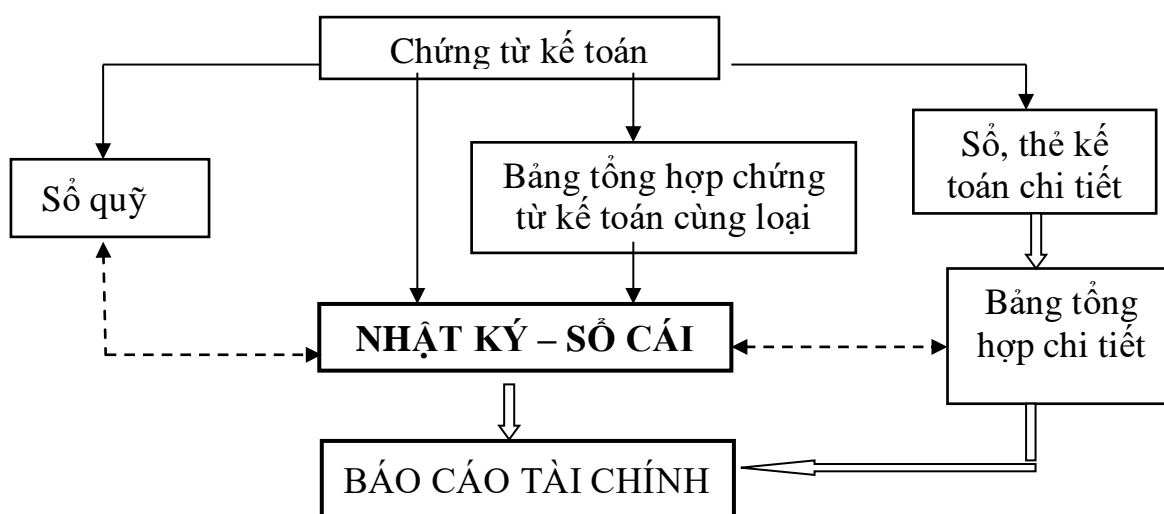 Chứng từ kế toán
Sổ quỹ
Bảng tổng hợp chứng
từ kế toán cùng loại
Sổ, thẻ kế
toán chi tiết
NHẬT KÝ – SỔ CÁI
Bảng tổng
hợp chi tiết
BÁO CÁO TÀI CHÍNH